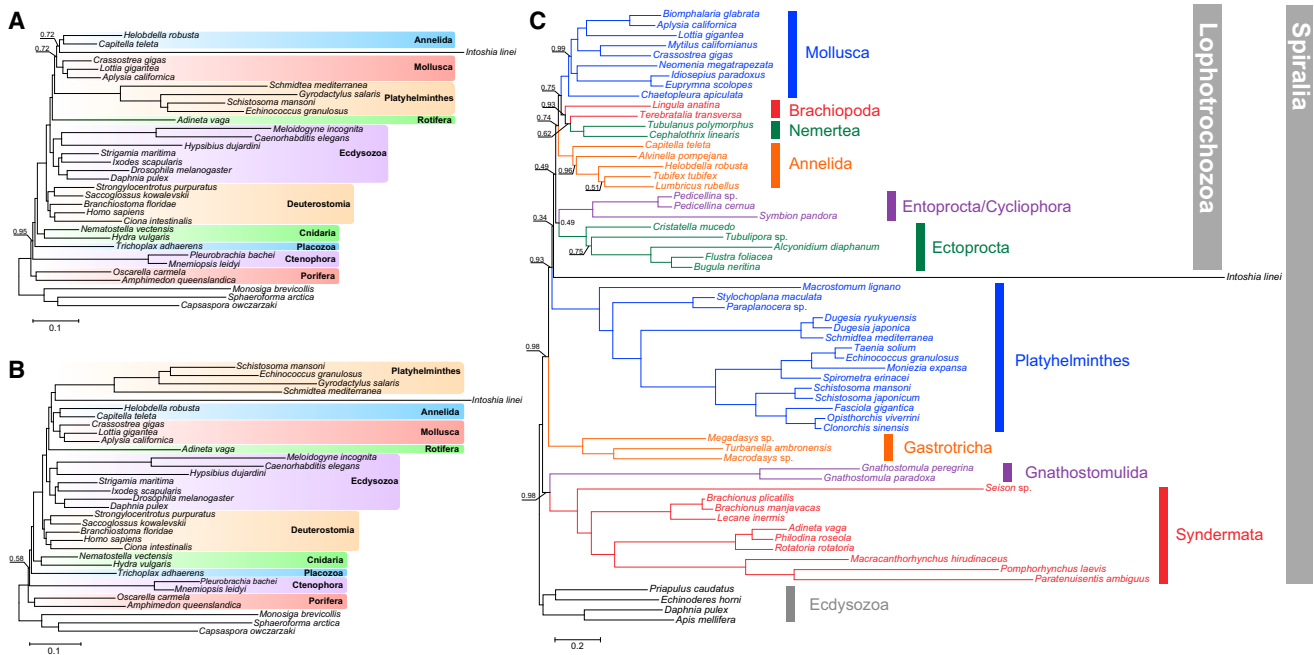 A
Helobdella robusta
Capitella teleta
Annelida
0.72
0.72
Intoshia linei
Crassostrea gigas
Lottia gigantea
Aplysia californica
Mollusca
Schmidtea mediterranea
Gyrodactylus salaris
Schistosoma mansoni
Echinococcus granulosus
Platyhelminthes
Adineta vaga
Rotifera
Meloidogyne incognita
Caenorhabditis elegans
Hypsibius dujardini
Strigamia maritima
Ixodes scapularis
Drosophila melanogaster
Daphnia pulex
Ecdysozoa
Strongylocentrotus purpuratus
Saccoglossus kowalevskii
Branchiostoma floridae
Homo sapiens
Ciona intestinalis
Deuterostomia
0.95
Nematostella vectensis
Hydra vulgaris
Cnidaria
Trichoplax adhaerens
Placozoa
Pleurobrachia bachei
Mnemiopsis leidyi
Ctenophora
Oscarella carmela
Amphimedon queenslandica
Porifera
Monosiga brevicollis
Sphaeroforma arctica
Capsaspora owczarzaki
0.1
B
Schistosoma mansoni
Echinococcus granulosus
Gyrodactylus salaris
Schmidtea mediterranea
Platyhelminthes
Intoshia linei
Helobdella robusta
Capitella teleta
Annelida
Crassostrea gigas
Lottia gigantea
Aplysia californica
Mollusca
Adineta vaga
Rotifera
Meloidogyne incognita
Caenorhabditis elegans
Hypsibius dujardini
Strigamia maritima
Ixodes scapularis
Drosophila melanogaster
Daphnia pulex
Ecdysozoa
Strongylocentrotus purpuratus
Saccoglossus kowalevskii
Branchiostoma floridae
Homo sapiens
Ciona intestinalis
Deuterostomia
0.58
Nematostella vectensis
Hydra vulgaris
Cnidaria
Trichoplax adhaerens
Placozoa
Pleurobrachia bachei
Mnemiopsis leidyi
Ctenophora
Oscarella carmela
Amphimedon queenslandica
Porifera
Monosiga brevicollis
Sphaeroforma arctica
Capsaspora owczarzaki
0.1
C
Biomphalaria glabrata
Aplysia californica
Lottia gigantea
Mytilus californianus
Crassostrea gigas
Neomenia megatrapezata
Idiosepius paradoxus
Euprymna scolopes
Chaetopleura apiculata
Mollusca
0.99
0.75
0.93
0.74
0.62
Lingula anatina
Terebratalia transversa
Brachiopoda
Tubulanus polymorphus
Cephalothrix linearis
Nemertea
Capitella teleta
Alvinella pompejana
Helobdella robusta
Tubifex tubifex
Lumbricus rubellus
Annelida
0.96
0.51
0.49
Pedicellina sp.
Pedicellina cernua
Symbion pandora
Entoprocta/Cycliophora
0.34
0.49
0.75
Cristatella mucedo
Tubulipora sp.
Alcyonidium diaphanum
Flustra foliacea
Bugula neritina
Ectoprocta
Lophotrochozoa
Spiralia
0.93
Intoshia linei
Macrostomum lignano
Stylochoplana maculata
Paraplanocera sp.
Dugesia ryukyuensis
Dugesia japonica
Schmidtea mediterranea
Taenia solium
Echinococcus granulosus
Moniezia expansa
Spirometra erinacei
Schistosoma mansoni
Schistosoma japonicum
Fasciola gigantica
Opisthorchis viverrini
Clonorchis sinensis
Platyhelminthes
0.98
Megadasys sp.
Turbanella ambronensis
Macrodasys sp.
Gastrotricha
Gnathostomula peregrina
Gnathostomula paradoxa
Gnathostomulida
0.98
Seison sp.
Brachionus plicatilis
Brachionus manjavacas
Lecane inermis
Adineta vaga
Philodina roseola
Rotatoria rotatoria
Macracanthorhynchus hirudinaceus
Pomphorhynchus laevis
Paratenuisentis ambiguus
Syndermata
Priapulus caudatus
Echinoderes horni
Daphnia pulex
Apis mellifera
Ecdysozoa
0.2